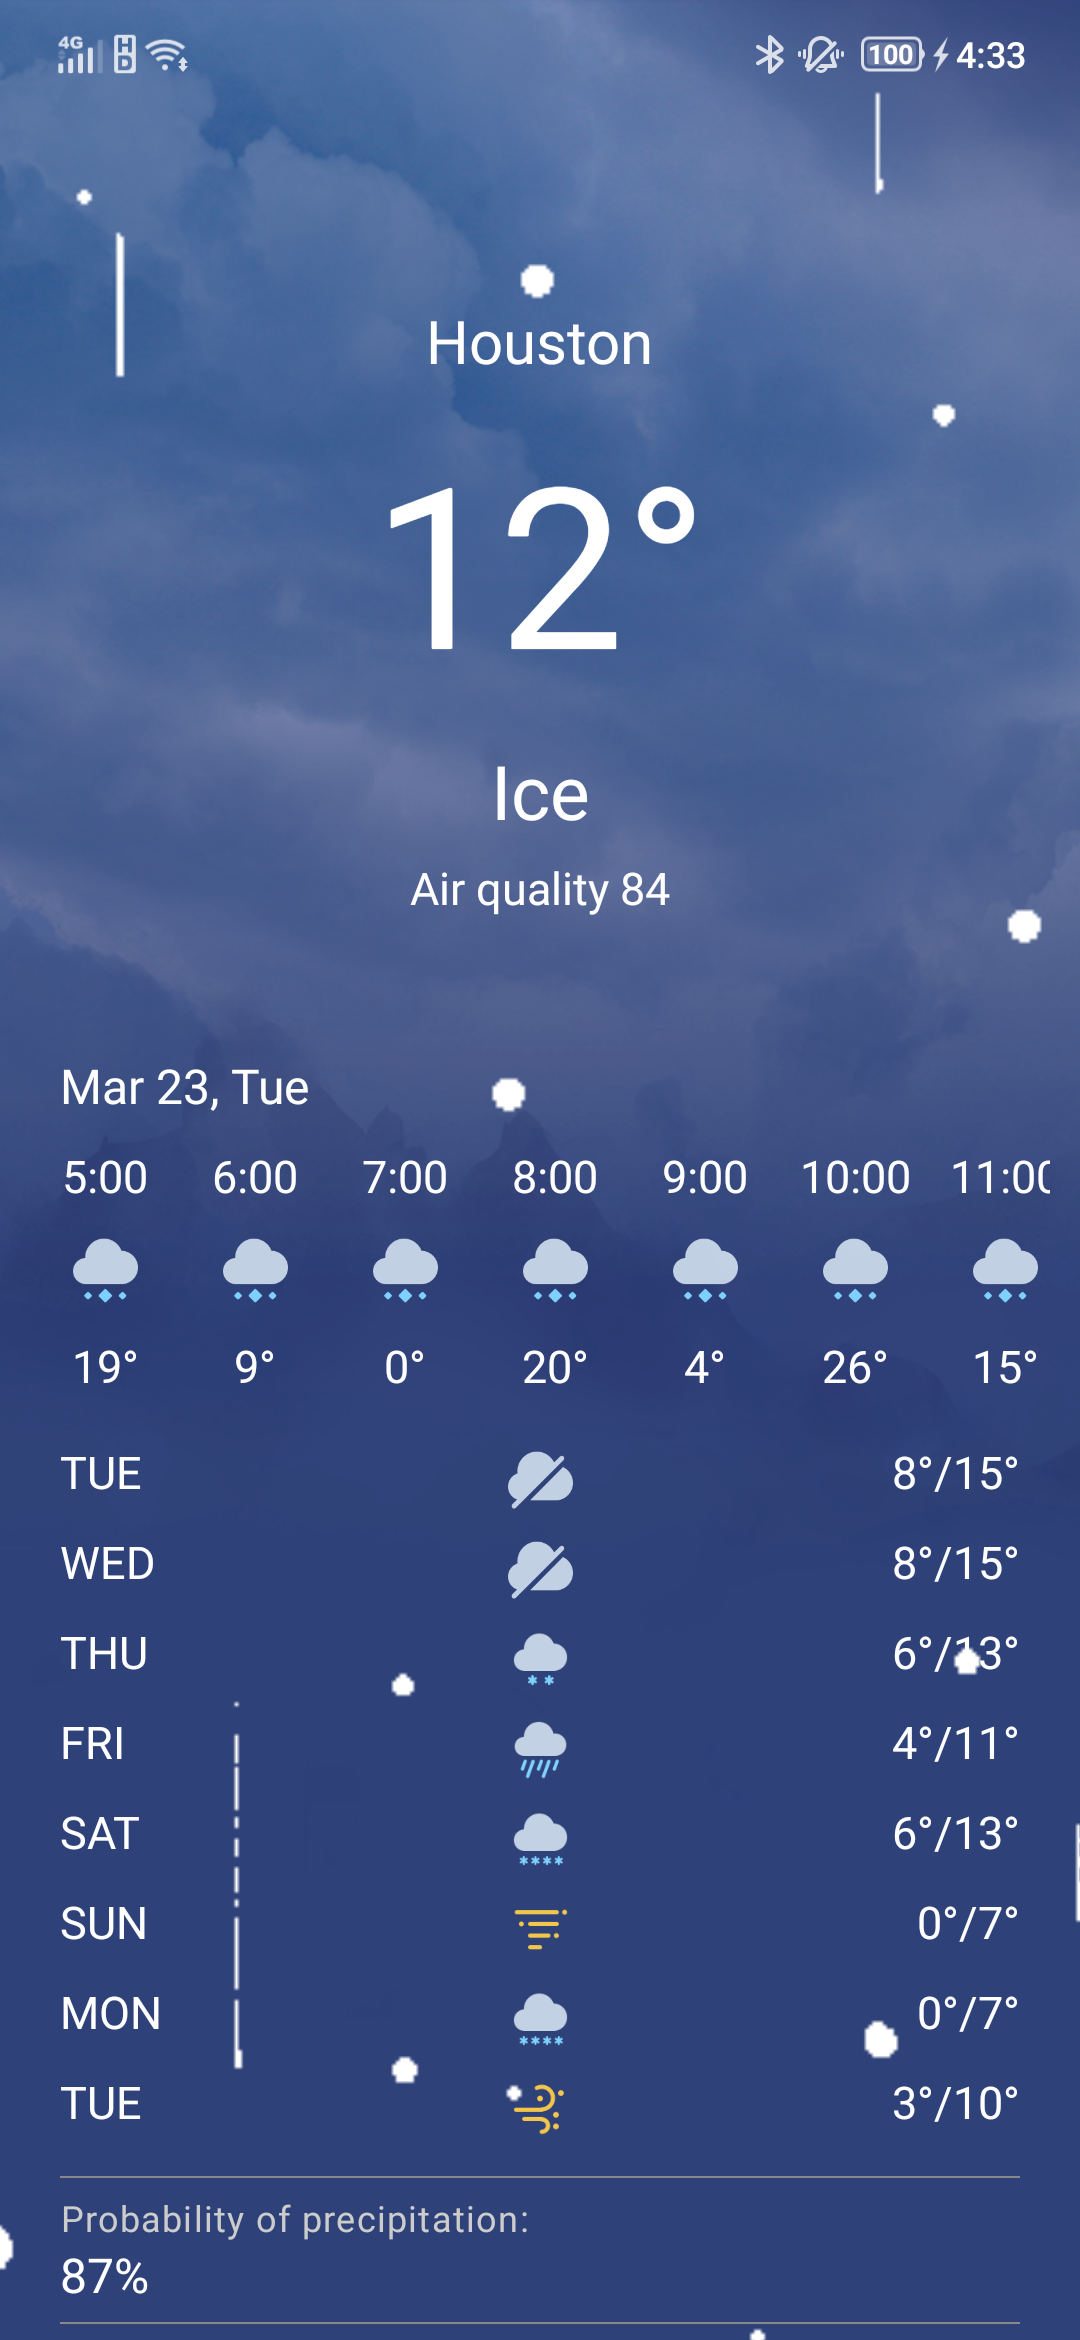 4G HD 100 4:33
Houston
12°
Ice
Air quality 84
Mar 23, Tue
5:00 6:00 7:00 8:00 9:00 10:00 11:00
19° 9° 0° 20° 4° 26° 15°
TUE 8°/15°
WED 8°/15°
THU 6°/13°
FRI 4°/11°
SAT 6°/13°
SUN 0°/7°
MON 0°/7°
TUE 3°/10°
Probability of precipitation:
87%